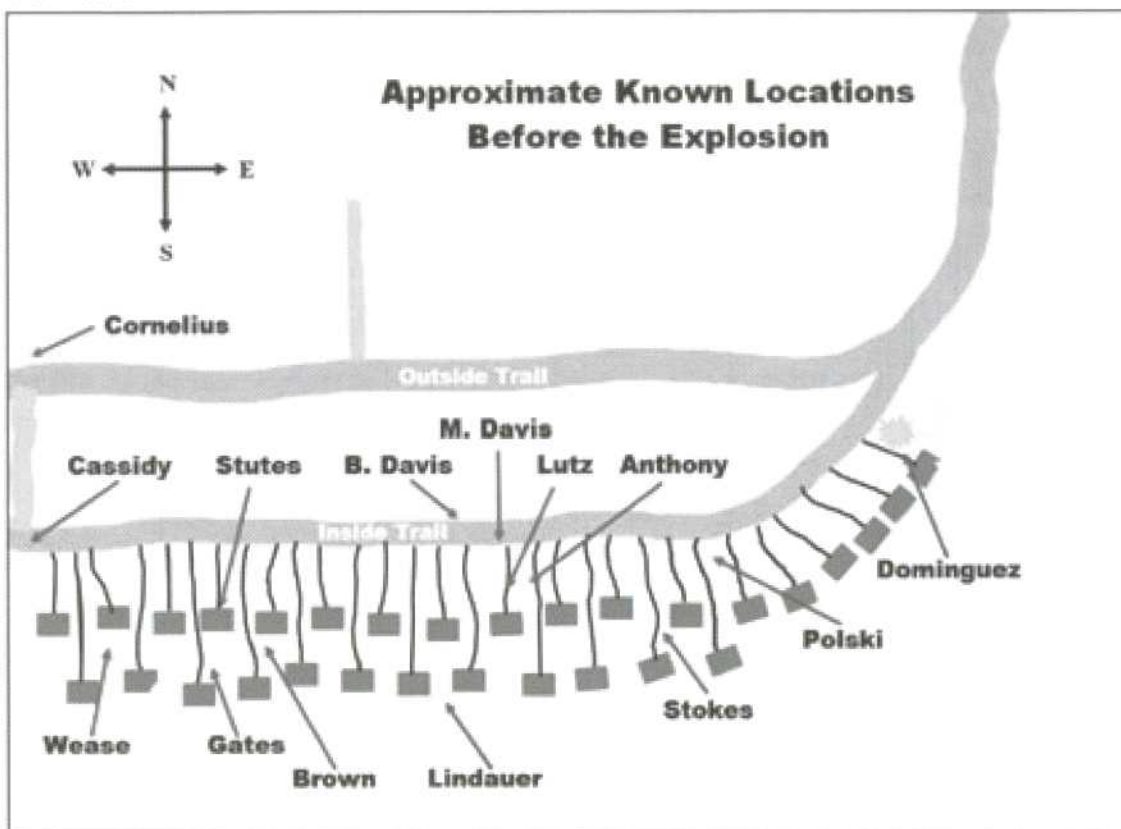 Approximate Known Locations
Before the Explosion
N
W E
S
Cornelius
Outside Trail
M. Davis
Cassidy Stutes B. Davis Lutz Anthony
Inside Trail
Dominguez
Polski
Stokes
Wease Gates
Brown Lindauer